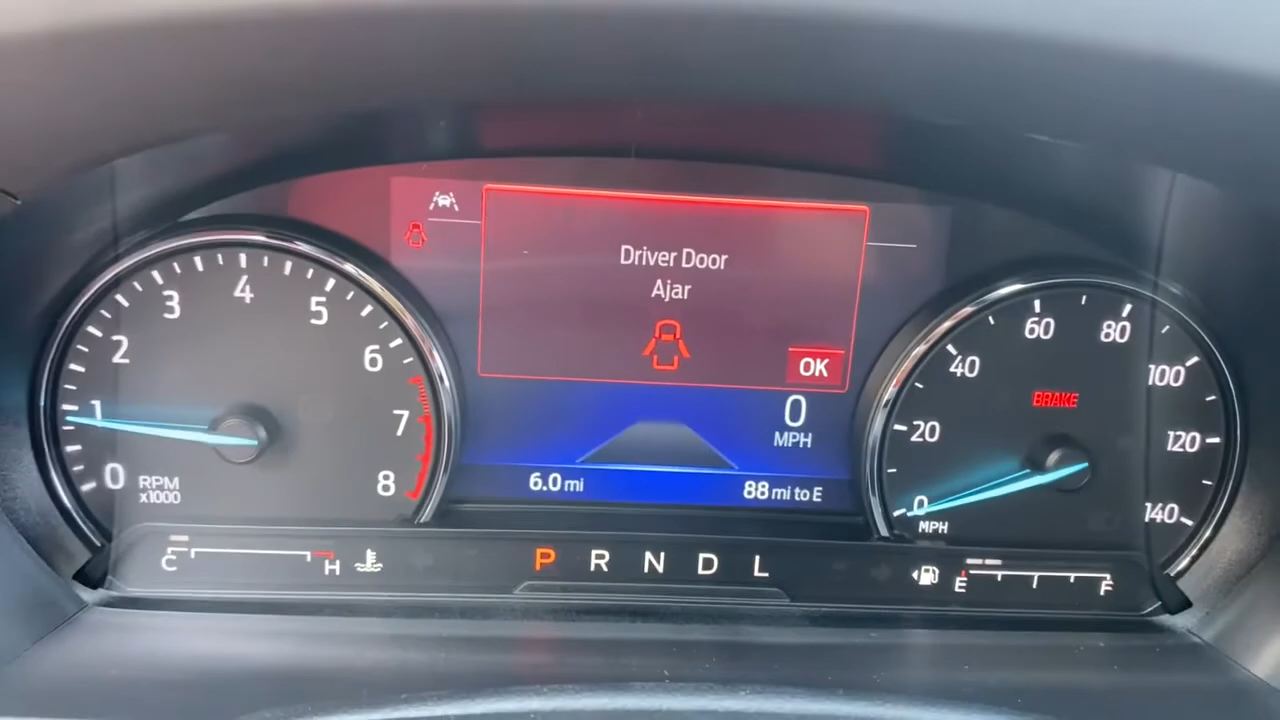 0
1
2
3
4
5
6
7
8
RPM
x1000
Driver Door
Ajar
OK
0
MPH
6.0 mi
88 mi to E
0
20
40
60
80
100
120
140
BRAKE
MPH
C
H
P R N D L
E
F